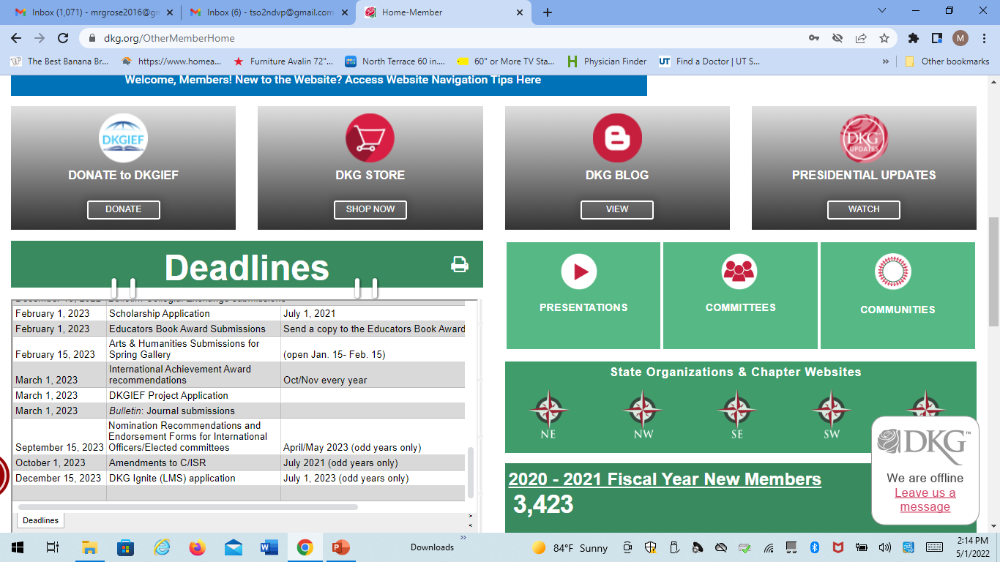 Inbox (1,071) - mrgrose2016@gr
Inbox (6) - tso2ndvp@gmail.com
Home-Member
dkg.org/OtherMemberHome
M
The Best Banana Br...
https://www.homea...
Furniture Avalin 72"...
North Terrace 60 in....
60" or More TV Sta...
Physician Finder
UT
Find a Doctor | UT S...
Other bookmarks
Welcome, Members! New to the Website? Access Website Navigation Tips Here
DKGIEF
DONATE to DKGIEF
DONATE
DKG STORE
SHOP NOW
DKG BLOG
VIEW
DKG
UPDATES
PRESIDENTIAL UPDATES
WATCH
Deadlines
February 1, 2023 Scholarship Application July 1, 2021
February 1, 2023 Educators Book Award Submissions Send a copy to the Educators Book Award
Arts & Humanities Submissions for
February 15, 2023 Spring Gallery (open Jan. 15- Feb. 15)
International Achievement Award
March 1, 2023 recommendations Oct/Nov every year
March 1, 2023 DKGIEF Project Application
March 1, 2023 Bulletin: Journal submissions
Nomination Recommendations and
Endorsement Forms for International
September 15, 2023 Officers/Elected committees April/May 2023 (odd years only)
October 1, 2023 Amendments to C/ISR July 2021 (odd years only)
December 15, 2023 DKG Ignite (LMS) application July 1, 2023 (odd years only)
Deadlines
PRESENTATIONS
COMMITTEES
COMMUNITIES
State Organizations & Chapter Websites
NE
NW
SE
SW
2020 - 2021 Fiscal Year New Members
3,423
DKG™
We are offline
Leave us a
message
Downloads
84°F Sunny
2:14 PM
5/1/2022